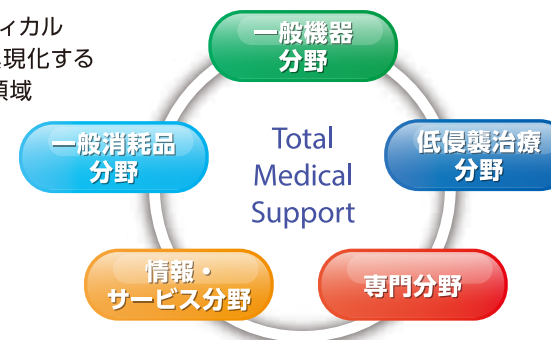 ィカル
現化する
領域
一般機器
分野
一般消耗品
分野
Total
Medical
Support
低侵襲治療
分野
情報・
サービス分野
専門分野